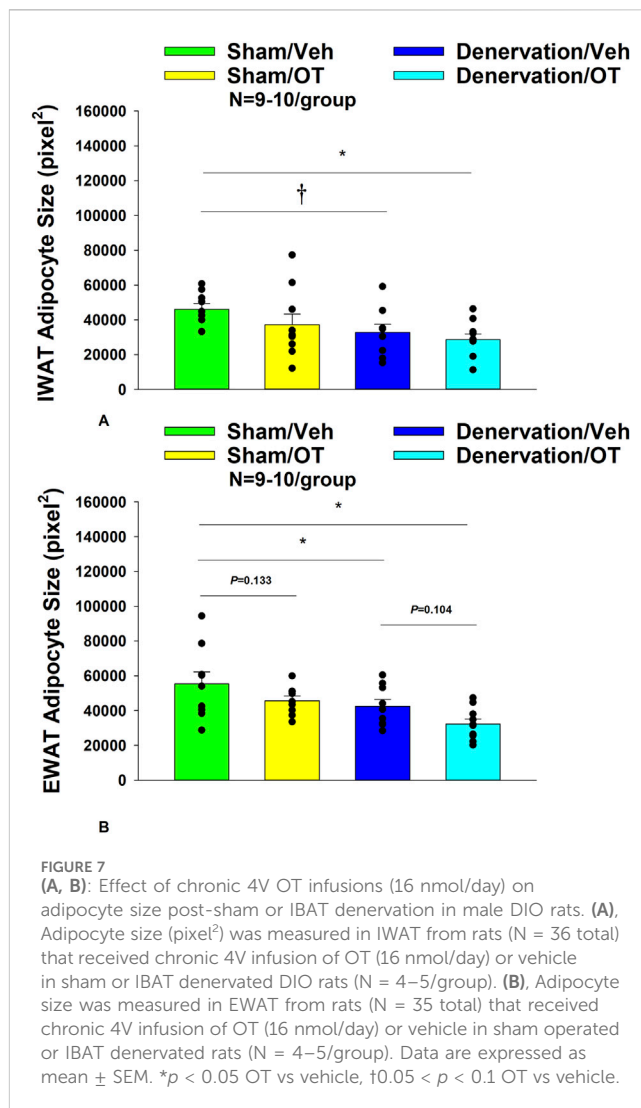 Sham/Veh Denervation/Veh
Sham/OT Denervation/OT
N=9-10/group
IWAT Adipocyte Size (pixel²)
160000
140000
120000
100000
80000
60000
40000
20000
0
*
†
A
Sham/Veh Denervation/Veh
Sham/OT Denervation/OT
N=9-10/group
EWAT Adipocyte Size (pixel²)
160000
140000
120000
100000
80000
60000
40000
20000
0
*
*
P=0.133
P=0.104
B
FIGURE 7
(A, B): Effect of chronic 4V OT infusions (16 nmol/day) on
adipocyte size post-sham or IBAT denervation in male DIO rats. (A),
Adipocyte size (pixel²) was measured in IWAT from rats (N = 36 total)
that received chronic 4V infusion of OT (16 nmol/day) or vehicle
in sham or IBAT denervated DIO rats (N = 4–5/group). (B), Adipocyte
size was measured in EWAT from rats (N = 35 total) that received
chronic 4V infusion of OT (16 nmol/day) or vehicle in sham operated
or IBAT denervated rats (N = 4–5/group). Data are expressed as
mean ± SEM. *p < 0.05 OT vs vehicle, †0.05 < p < 0.1 OT vs vehicle.